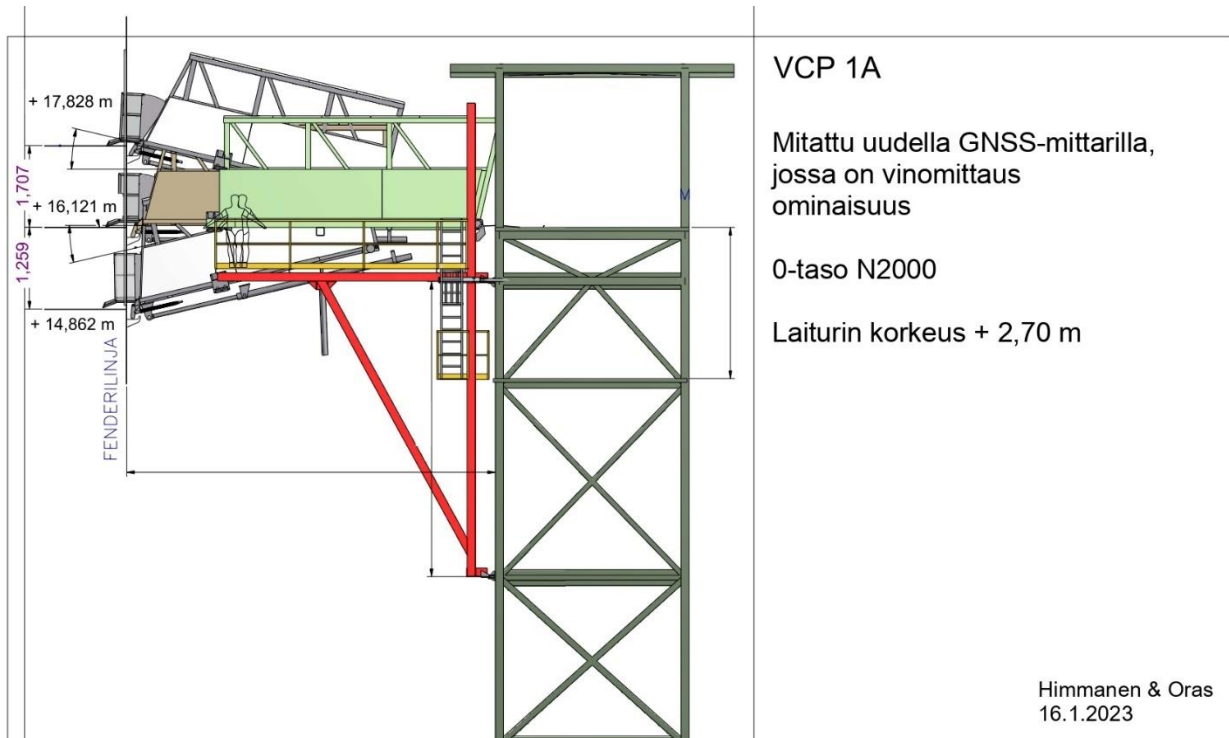 + 17,828 m
1,707
+ 16,121 m
1,259
+ 14,862 m
FENDERILINJA
M
VCP 1A
Mitattu uudella GNSS-mittarilla,
jossa on vinomittaus
ominaisuus
0-taso N2000
Laiturin korkeus + 2,70 m
Himmanen & Oras
16.1.2023